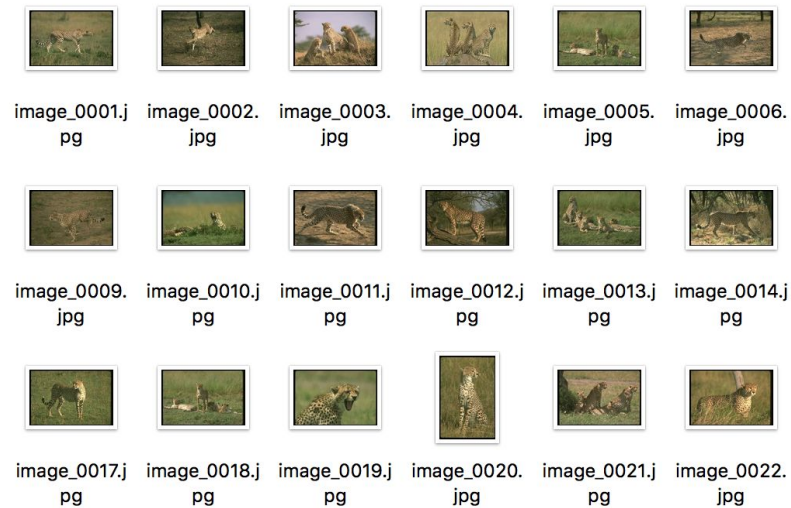 image_0001.j
pg
image_0002.
jpg
image_0003.
jpg
image_0004.
jpg
image_0005.
jpg
image_0006.
jpg
image_0009.
jpg
image_0010.j
pg
image_0011.j
pg
image_0012.j
pg
image_0013.j
pg
image_0014.j
pg
image_0017.j
pg
image_0018.j
pg
image_0019.j
pg
image_0020.
jpg
image_0021.j
pg
image_0022.
jpg